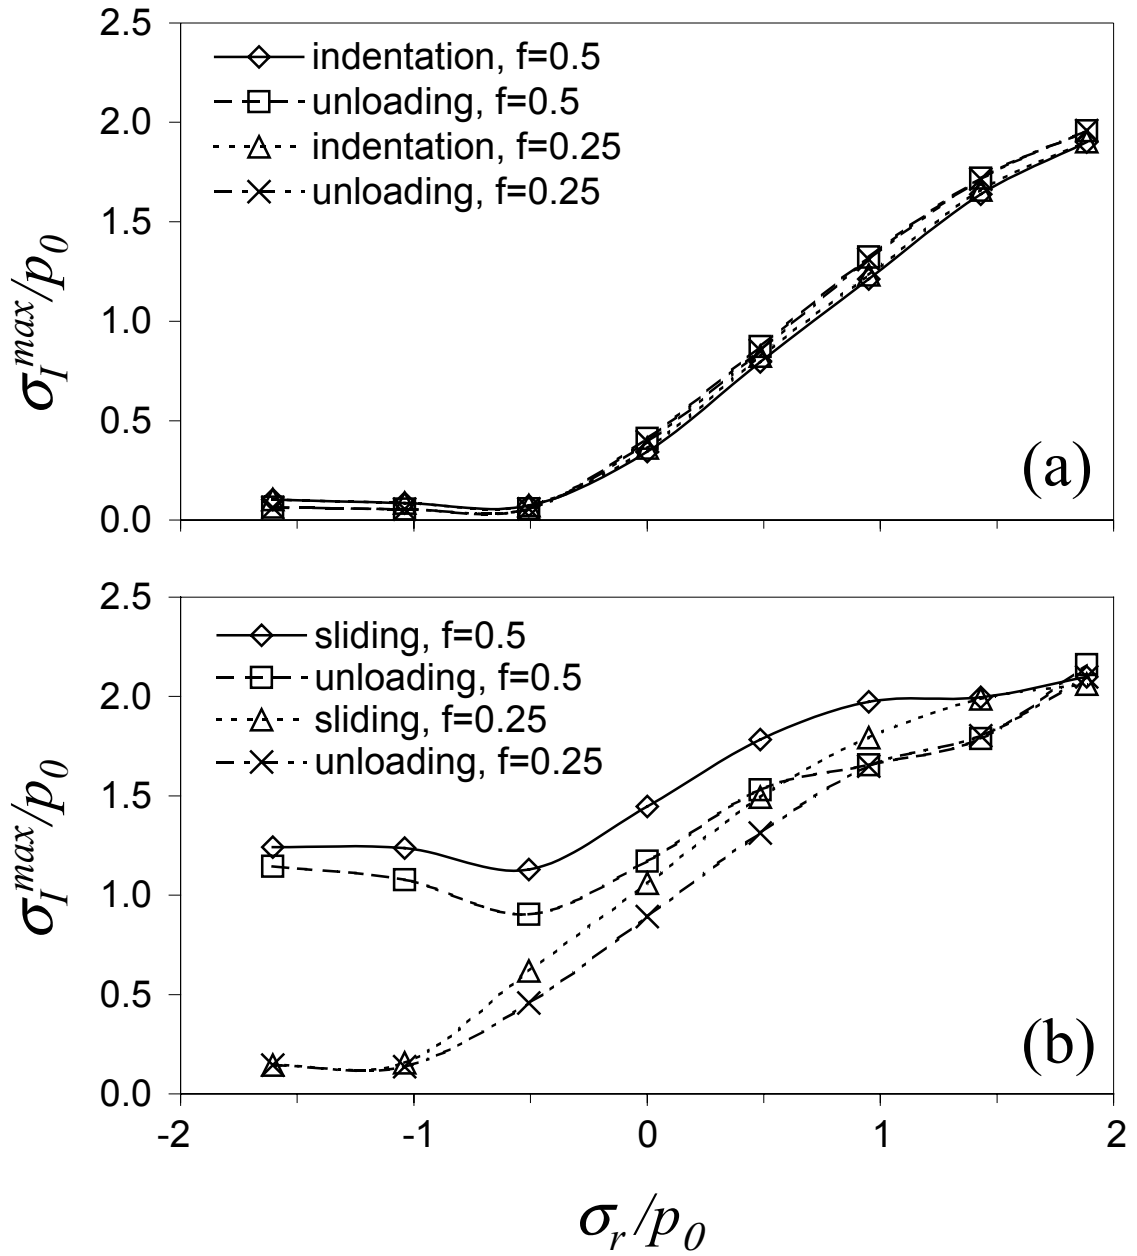 2.5
indentation, f=0.5
unloading, f=0.5
2.0
indentation, f=0.25
unloading, f=0.25
1.5
σ_I^max/p_0
1.0
0.5
(a)
0.0
2.5
sliding, f=0.5
unloading, f=0.5
2.0
sliding, f=0.25
unloading, f=0.25
1.5
σ_I^max/p_0
1.0
0.5
(b)
0.0
-2 -1 0 1 2
σ_r/p_0